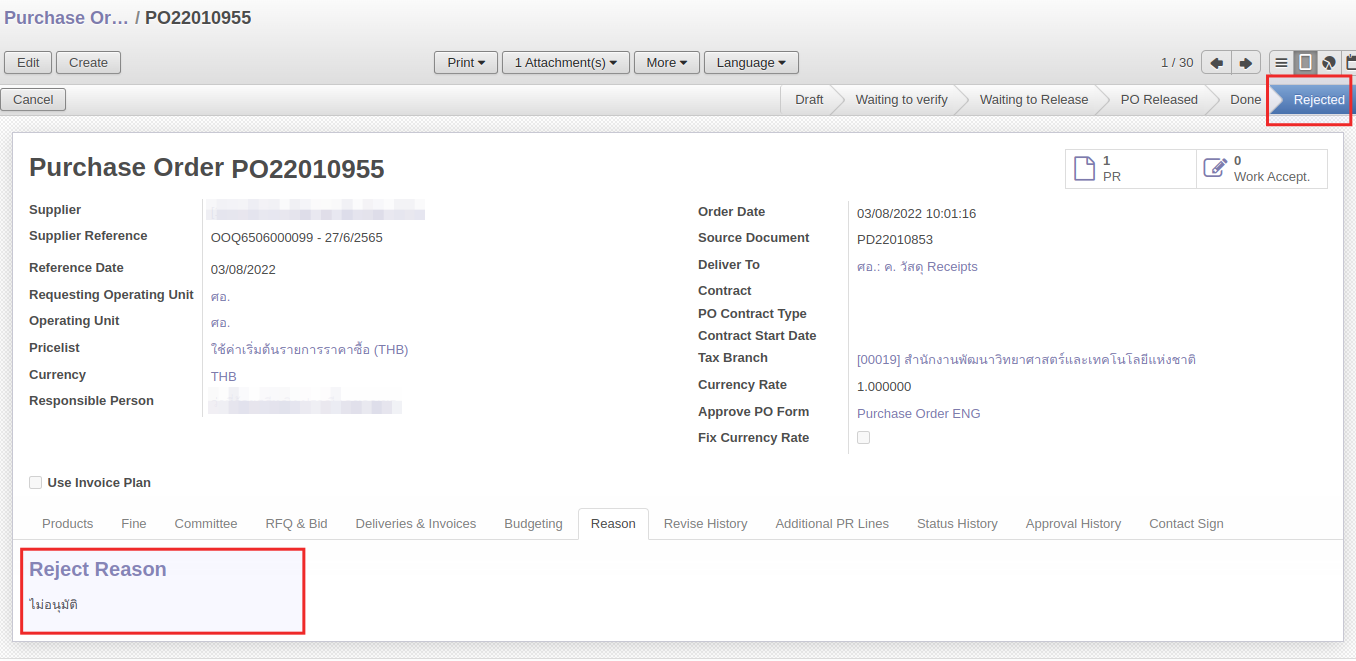 Purchase Or... / PO22010955
Edit Create Print 1 Attachment(s) More Language 1 / 30
Cancel Draft Waiting to verify Waiting to Release PO Released Done Rejected
Purchase Order PO22010955
1
PR
0
Work Accept.
Supplier
Supplier Reference OOQ6506000099 - 27/6/2565
Reference Date 03/08/2022
Requesting Operating Unit ศอ.
Operating Unit ศอ.
Pricelist ใช้ค่าเริ่มต้นรายการราคาซื้อ (THB)
Currency THB
Responsible Person
Order Date 03/08/2022 10:01:16
Source Document PD22010853
Deliver To ศอ.: ค. วัสดุ Receipts
Contract
PO Contract Type
Contract Start Date
Tax Branch [00019] สำนักงานพัฒนาวิทยาศาสตร์และเทคโนโลยีแห่งชาติ
Currency Rate 1.000000
Approve PO Form Purchase Order ENG
Fix Currency Rate
Use Invoice Plan
Products Fine Committee RFQ & Bid Deliveries & Invoices Budgeting Reason Revise History Additional PR Lines Status History Approval History Contact Sign
Reject Reason
ไม่อนุมัติ